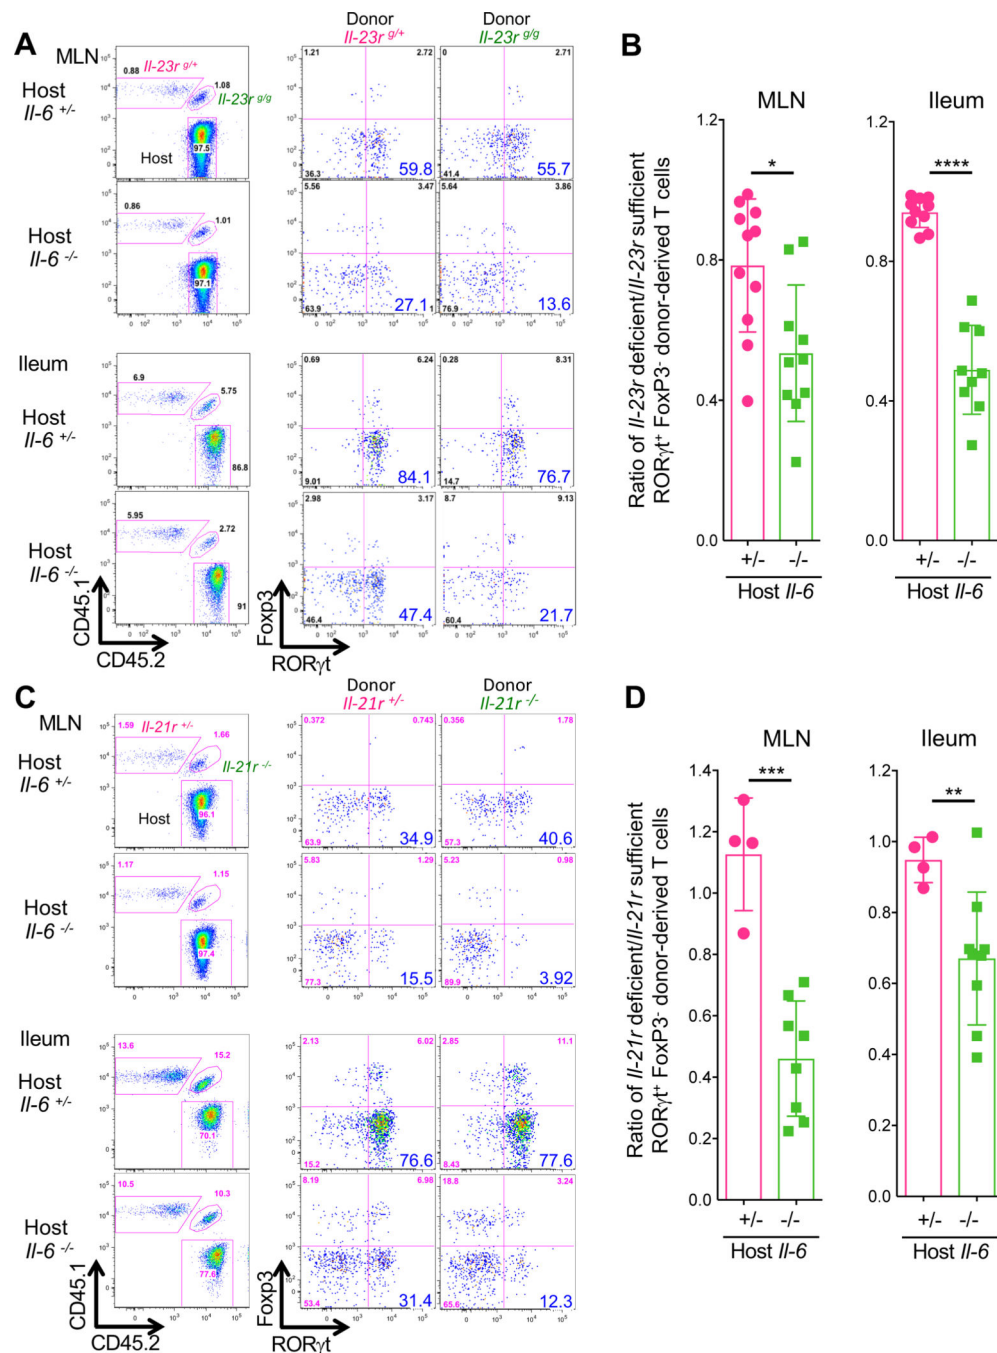 A
Donor
Il-23r g/+
Donor
Il-23r g/g
MLN
Host
Il-6 +/-
0.88
Il-23r g/+
1.08
Il-23r g/g
Host
97.5
1.21
2.72
36.3
59.8
0
2.71
41.4
55.7
Host
Il-6 -/-
0.86
1.01
97.1
5.56
3.47
63.9
27.1
5.64
3.86
76.9
13.6
Ileum
Host
Il-6 +/-
6.9
5.75
86.8
0.69
6.24
9.01
84.1
0.28
8.31
14.7
76.7
Host
Il-6 -/-
5.95
2.72
91
2.98
3.17
46.4
47.4
8.7
9.13
60.4
21.7
CD45.1
CD45.2
Foxp3
RORγt
B
MLN
Ileum
Ratio of Il-23r deficient/Il-23r sufficient
RORγt+ FoxP3- donor-derived T cells
1.2
0.8
0.4
0.0
*
+/-
-/-
Host Il-6
1.2
0.8
0.4
0.0
****
+/-
-/-
Host Il-6
C
Donor
Il-21r +/-
Donor
Il-21r -/-
MLN
Host
Il-6 +/-
1.59
Il-21r +/-
1.66
Il-21r -/-
Host
96.1
0.372
0.743
63.9
34.9
0.356
1.78
57.3
40.6
Host
Il-6 -/-
1.17
1.15
97.4
5.83
1.29
77.3
15.5
5.23
0.98
89.9
3.92
Ileum
Host
Il-6 +/-
13.6
15.2
70.1
2.13
6.02
15.2
76.6
2.85
11.1
8.43
77.6
Host
Il-6 -/-
10.5
10.3
77.6
8.19
6.98
53.4
31.4
18.8
3.24
65.6
12.3
CD45.1
CD45.2
Foxp3
RORγt
D
MLN
Ileum
Ratio of Il-21r deficient/Il-21r sufficient
RORγt+ FoxP3- donor-derived T cells
1.4
1.2
1.0
0.8
0.6
0.4
0.2
0.0
***
+/-
-/-
Host Il-6
1.2
1.0
0.8
0.6
0.4
0.2
0.0
**
+/-
-/-
Host Il-6